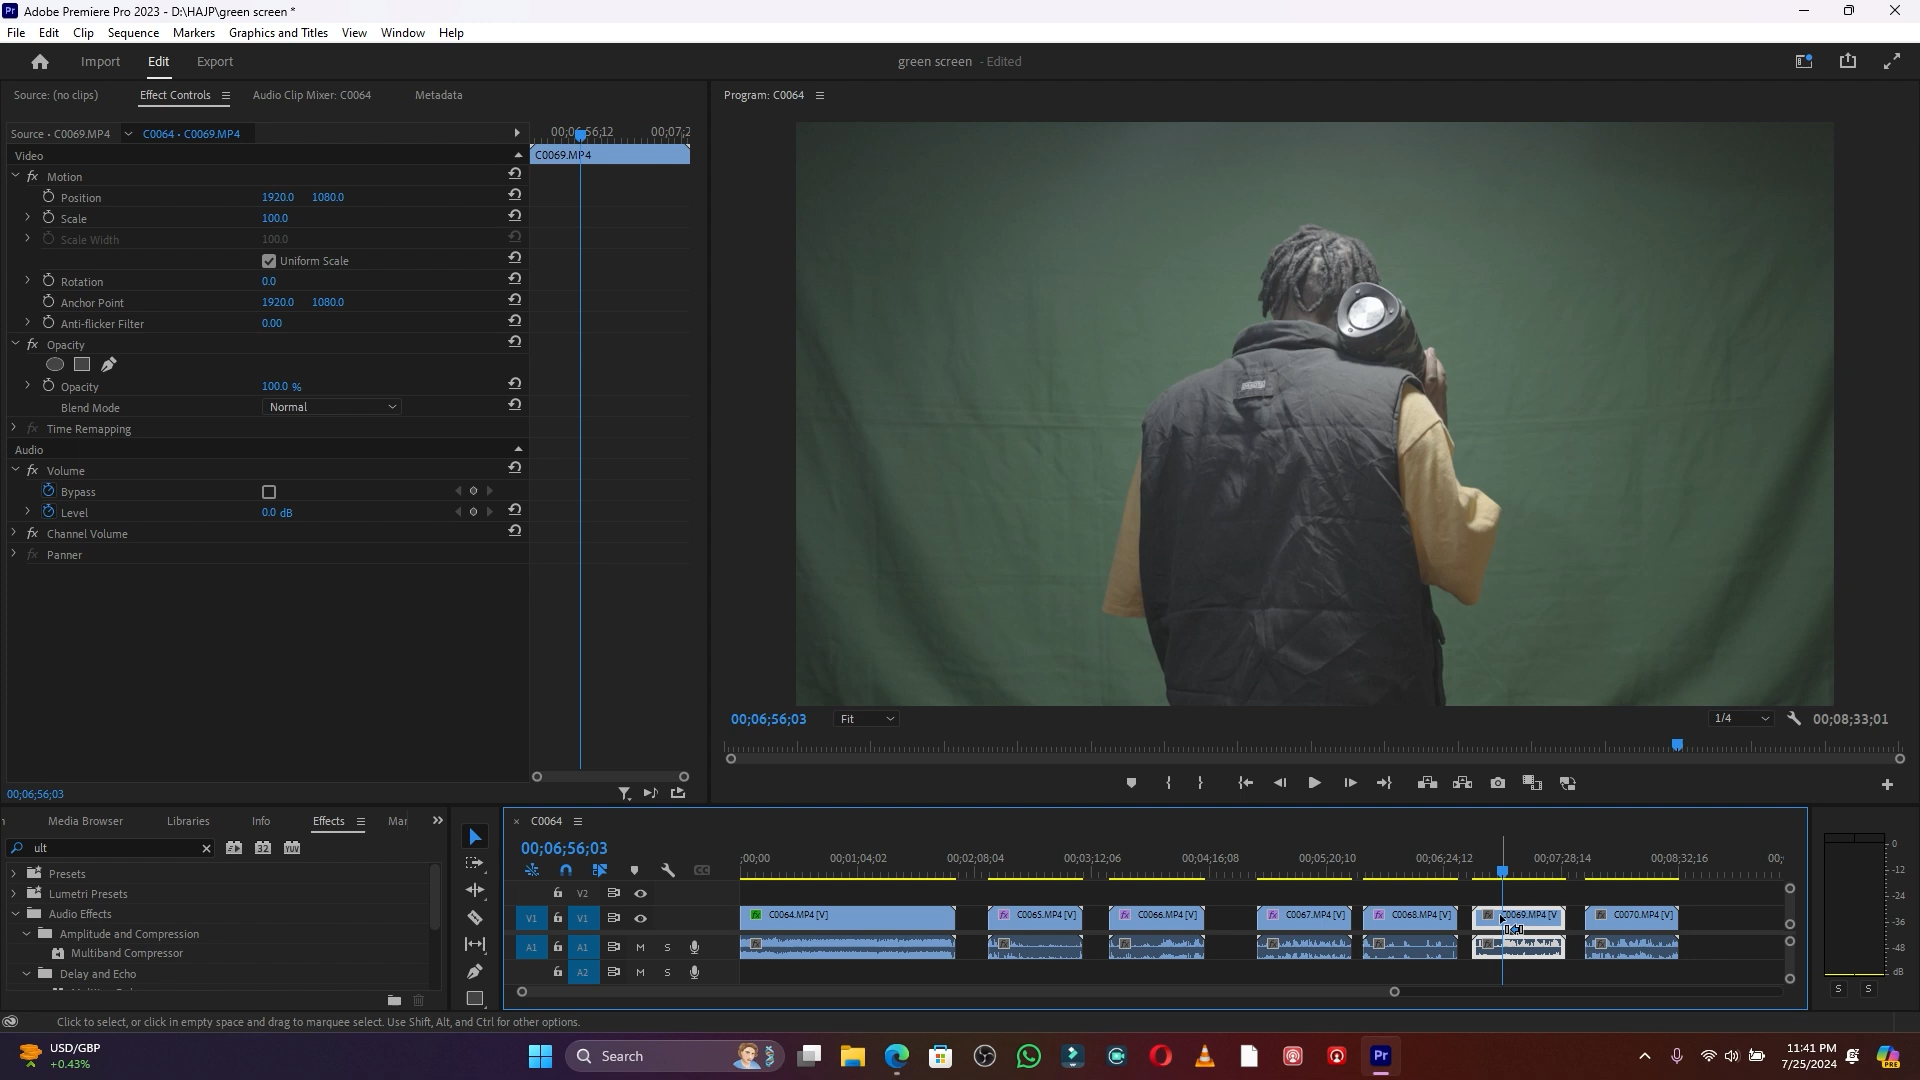 Adobe Premiere Pro 2023 - D:\HAJP\green screen *
File Edit Clip Sequence Markers Graphics and Titles View Window Help
Import Edit Export
green screen - Edited
Source: (no clips) Effect Controls Audio Clip Mixer: C0064 Metadata
Program: C0064
Source • C0069.MP4 C0064 • C0069.MP4
00;06;56;12 00;07;2
Video
C0069.MP4
fx Motion
Position 1920.0 1080.0
Scale 100.0
Scale Width 100.0
Uniform Scale
Rotation 0.0
Anchor Point 1920.0 1080.0
Anti-flicker Filter 0.00
fx Opacity
Opacity 100.0 %
Blend Mode Normal
fx Time Remapping
Audio
fx Volume
Bypass
Level 0.0 dB
fx Channel Volume
fx Panner
00;06;56;03 Fit 1/4 00;08;33;01
00;06;56;03
Media Browser Libraries Info Effects Mar
ult
Presets
Lumetri Presets
Audio Effects
Amplitude and Compression
Multiband Compressor
Delay and Echo
C0064
00;06;56;03
;00;00 00;01;04;02 00;02;08;04 00;03;12;06 00;04;16;08 00;05;20;10 00;06;24;12 00;07;28;14 00;08;32;16 00;
V2
V1 V1 fx C0064.MP4 [V] fx C0065.MP4 [V] fx C0066.MP4 [V] fx C0067.MP4 [V] fx C0068.MP4 [V] fx C0069.MP4 [V fx C0070.MP4 [V]
A1 A1 M S
A2 M S
0
-12
-24
-36
-48
dB
S S
Click to select, or click in empty space and drag to marquee select. Use Shift, Alt, and Ctrl for other options.
USD/GBP
+0.43%
Search
Pr
11:41 PM
7/25/2024
PRE